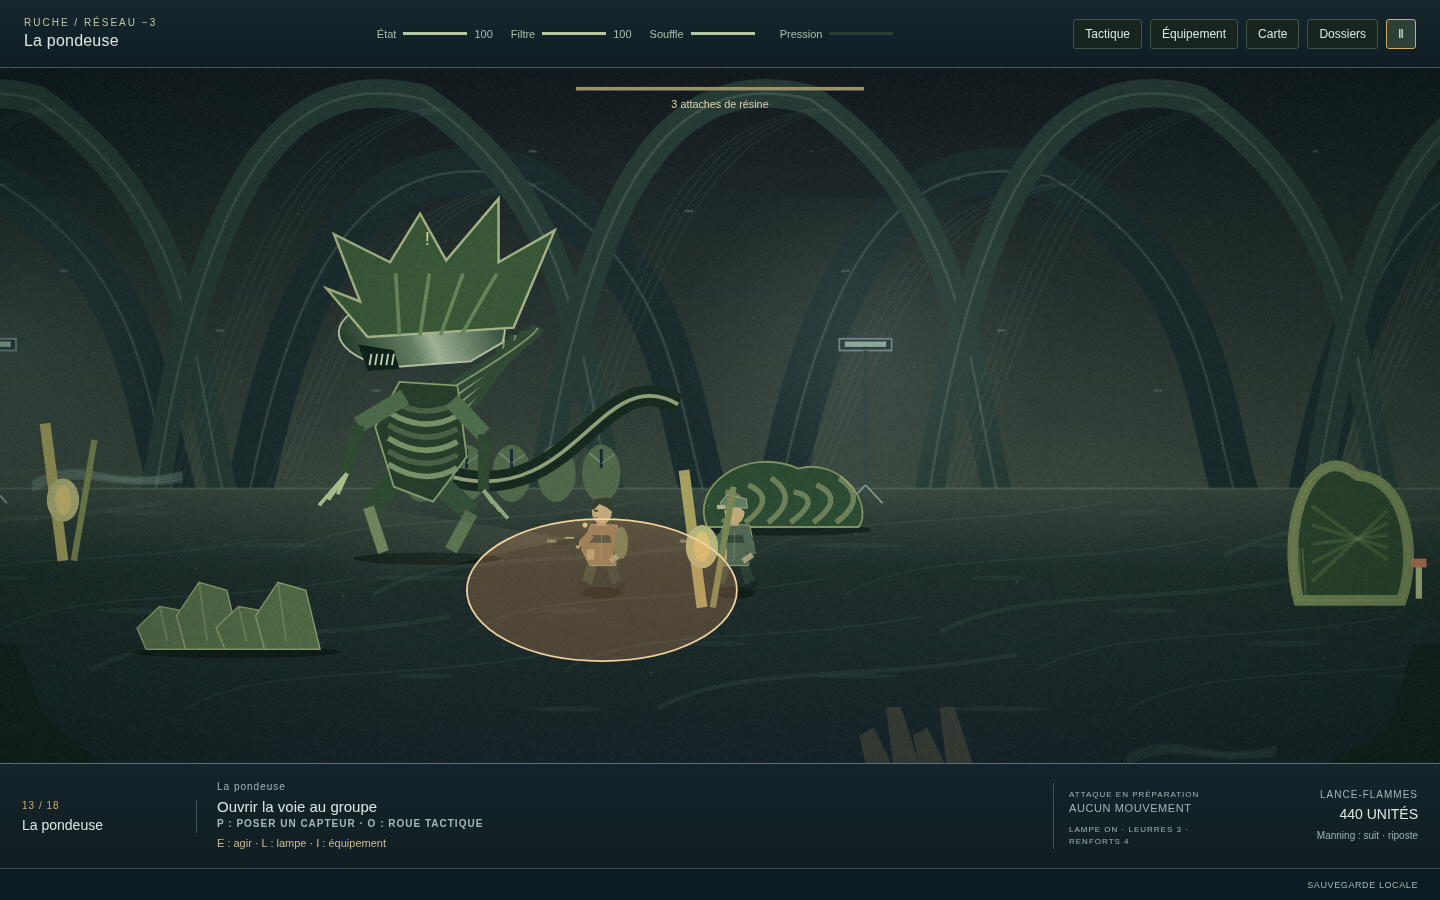 RUCHE / RÉSEAU −3
La pondeuse
État 100 Filtre 100 Souffle Pression
Tactique Équipement Carte Dossiers II
3 attaches de résine
!
13 / 18
La pondeuse
La pondeuse
Ouvrir la voie au groupe
P : POSER UN CAPTEUR · O : ROUE TACTIQUE
E : agir · L : lampe · I : équipement
ATTAQUE EN PRÉPARATION
AUCUN MOUVEMENT
LAMPE ON · LEURRES 3 ·
RENFORTS 4
LANCE-FLAMMES
440 UNITÉS
Manning : suit · riposte
SAUVEGARDE LOCALE